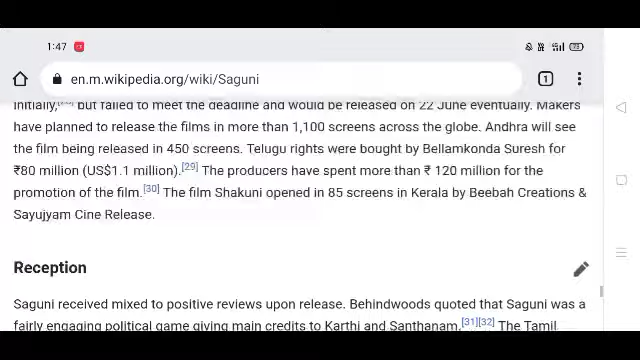 1:47
73
en.m.wikipedia.org/wiki/Saguni
1
Initially, but failed to meet the deadline and would be released on 22 June eventually. Makers
have planned to release the films in more than 1,100 screens across the globe. Andhra will see
the film being released in 450 screens. Telugu rights were bought by Bellamkonda Suresh for
₹80 million (US$1.1 million).[29] The producers have spent more than ₹ 120 million for the
promotion of the film.[30] The film Shakuni opened in 85 screens in Kerala by Beebah Creations &
Sayujyam Cine Release.
Reception
Saguni received mixed to positive reviews upon release. Behindwoods quoted that Saguni was a
fairly engaging political game giving main credits to Karthi and Santhanam.[31][32] The Tamil